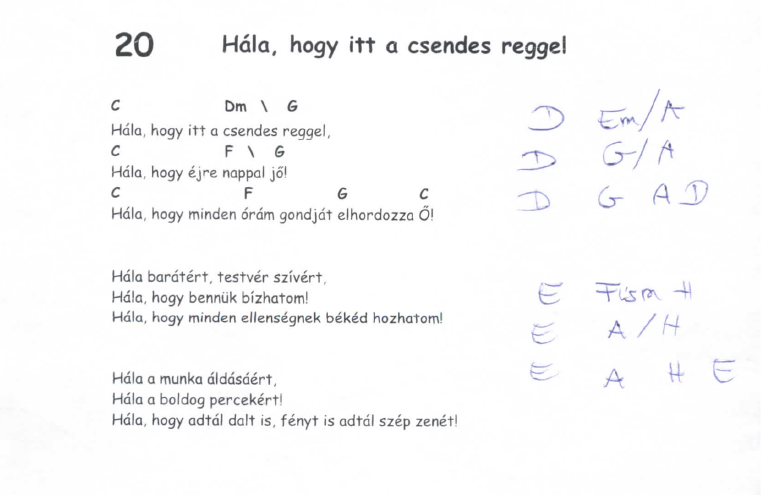 20 Hála, hogy itt a csendes reggel
C Dm \ G
Hála, hogy itt a csendes reggel,
D Em/A
C F \ G
Hála, hogy éjre nappal jő!
D G/A
C F G C
Hála, hogy minden órám gondját elhordozza Ő!
D G A D
Hála barátért, testvér szívért,
Hála, hogy bennük bízhatom!
E Fism H
Hála, hogy minden ellenségnek békéd hozhatom!
E A/H
Hála a munka áldásáért,
E A H E
Hála a boldog percekért!
Hála, hogy adtál dalt is, fényt is adtál szép zenét!